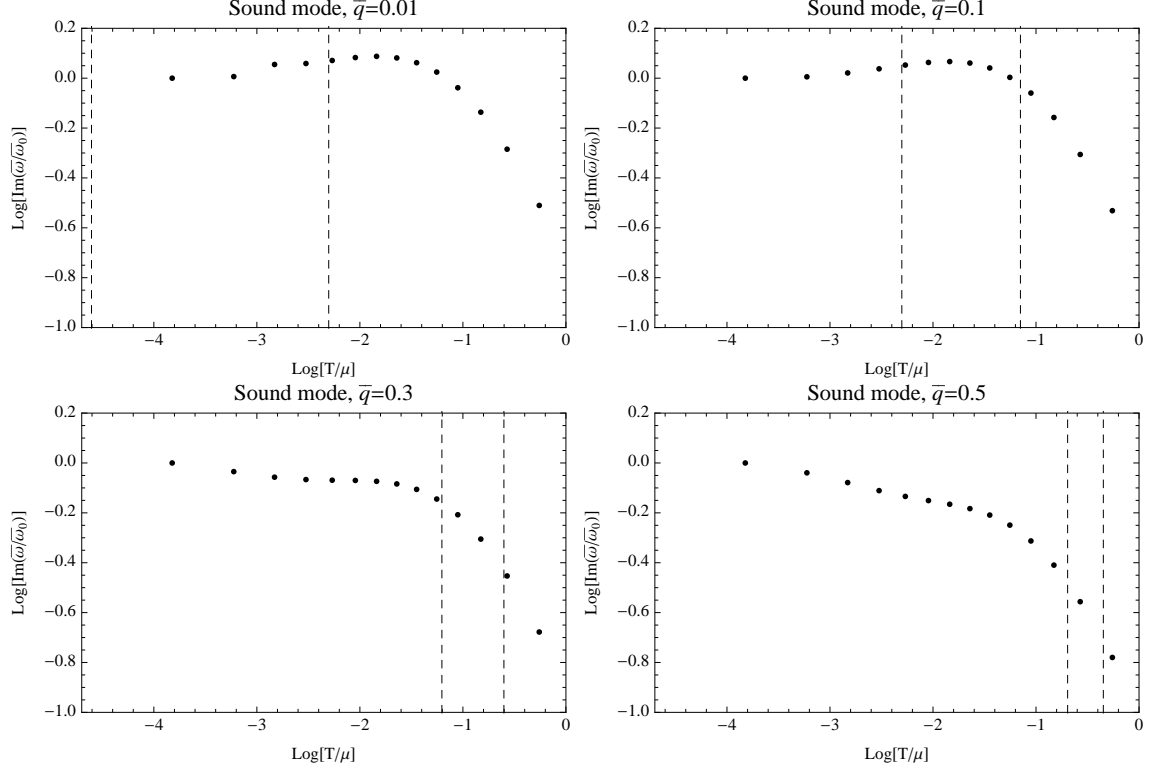 Sound mode, q̅=0.01
Log[Im(ω̅/ω̅₀)]
0.2
0.0
−0.2
−0.4
−0.6
−0.8
−1.0
−4 −3 −2 −1 0
Log[T/μ]
Sound mode, q̅=0.1
Log[Im(ω̅/ω̅₀)]
0.2
0.0
−0.2
−0.4
−0.6
−0.8
−1.0
−4 −3 −2 −1 0
Log[T/μ]
Sound mode, q̅=0.3
Log[Im(ω̅/ω̅₀)]
0.2
0.0
−0.2
−0.4
−0.6
−0.8
−1.0
−4 −3 −2 −1 0
Log[T/μ]
Sound mode, q̅=0.5
Log[Im(ω̅/ω̅₀)]
0.2
0.0
−0.2
−0.4
−0.6
−0.8
−1.0
−4 −3 −2 −1 0
Log[T/μ]